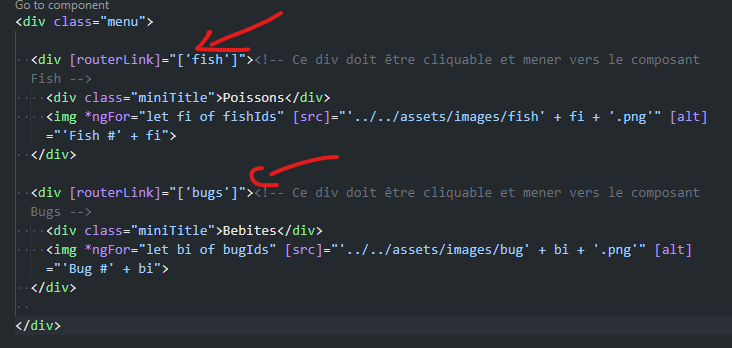 Go to component
<div class="menu">
<div [routerLink]="['fish']"><!-- Ce div doit être cliquable et mener vers le composant
Fish -->
<div class="miniTitle">Poissons</div>
<img *ngFor="let fi of fishIds" [src]="'../../assets/images/fish' + fi + '.png'" [alt]
="'Fish #' + fi">
</div>
<div [routerLink]="['bugs']"><!-- Ce div doit être cliquable et mener vers le composant
Bugs -->
<div class="miniTitle">Bebites</div>
<img *ngFor="let bi of bugIds" [src]="'../../assets/images/bug' + bi + '.png'" [alt]
="'Bug #' + bi">
</div>
</div>